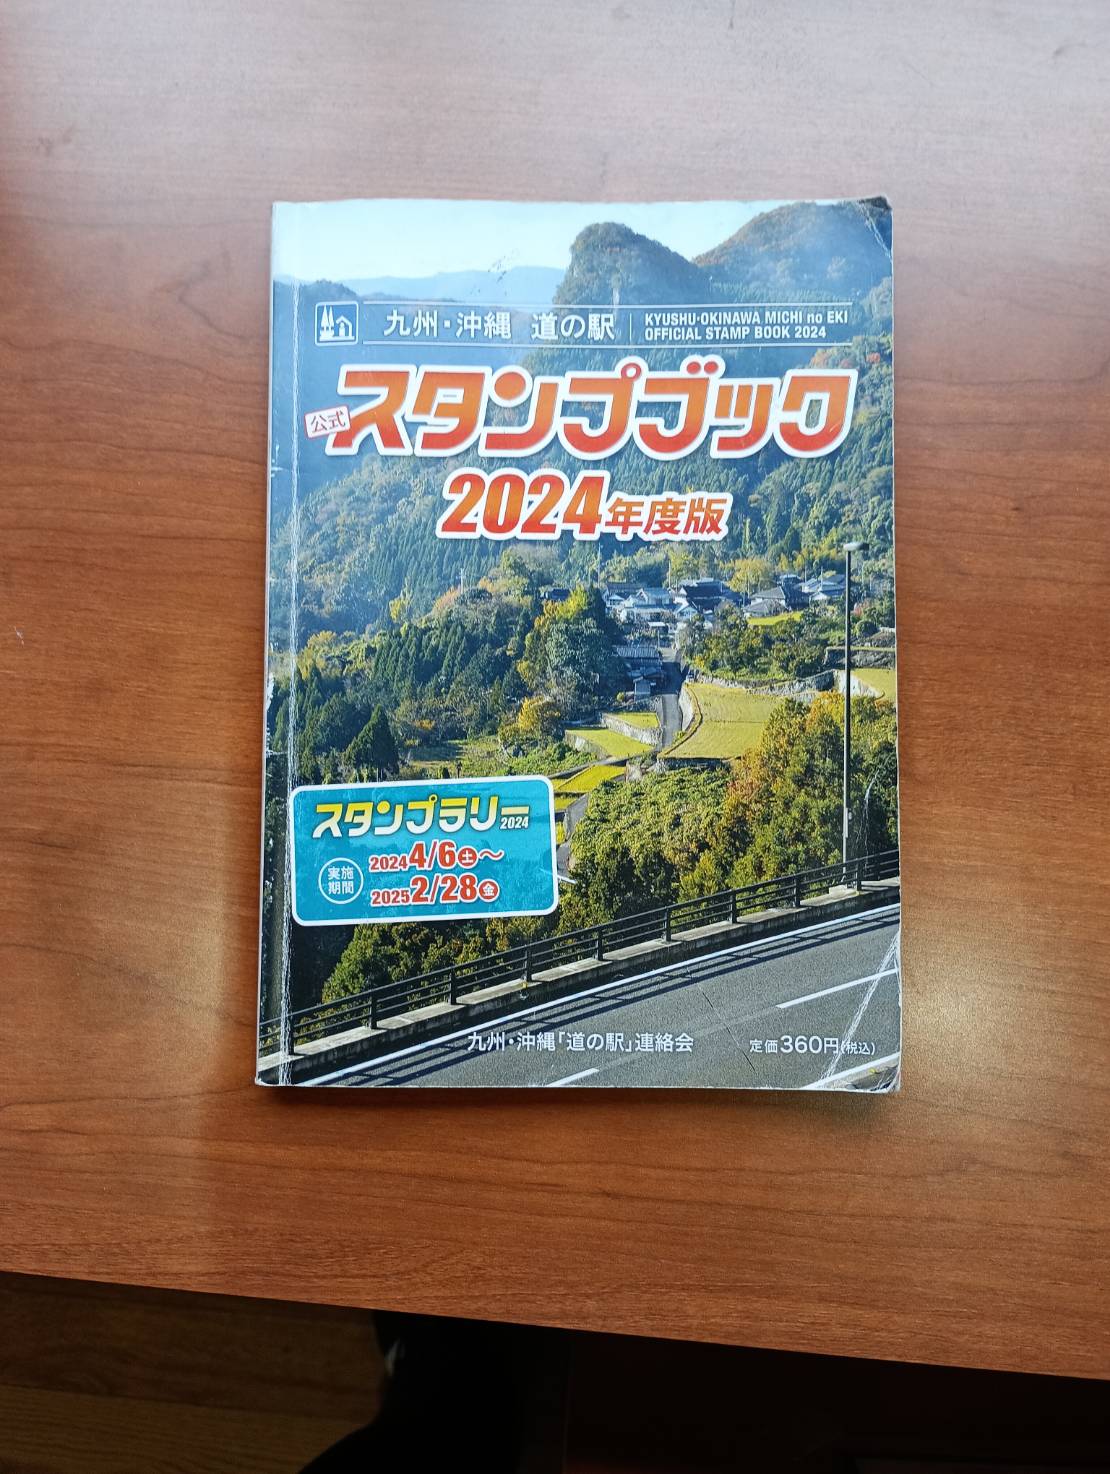 九州・沖縄 道の駅
KYUSHU・OKINAWA MICHI no EKI
OFFICIAL STAMP BOOK 2024
公式
スタンプブック
2024年度版
スタンプラリー2024
実施
期間
2024 4/6㊏～
2025 2/28㊎
九州・沖縄「道の駅」連絡会
定価360円(税込)